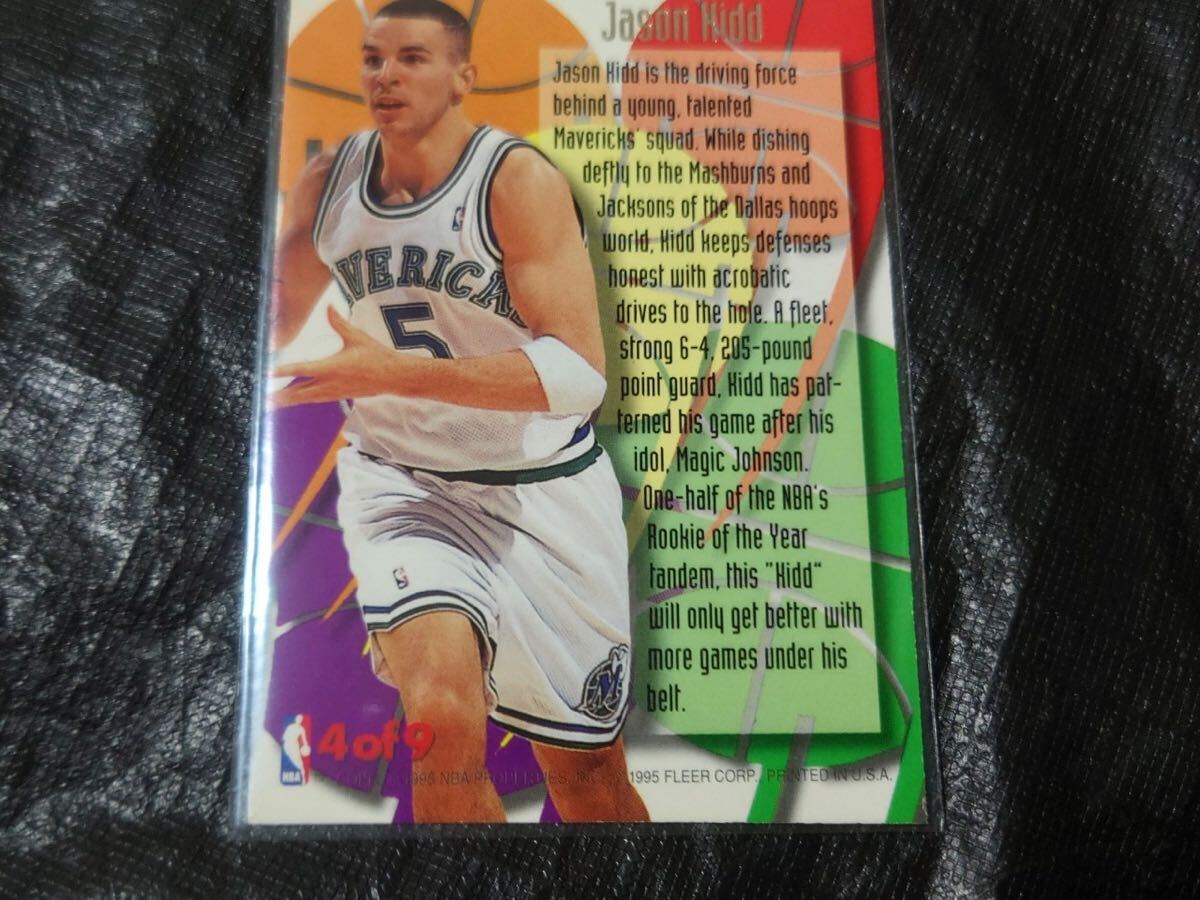 Jason Kidd
Jason Kidd is the driving force
behind a young, talented
Mavericks' squad. While dishing
deftly to the Mashburns and
Jacksons of the Dallas hoops
world, Kidd keeps defenses
honest with acrobatic
drives to the hole. A fleet,
strong 6-4, 205-pound
point guard, Kidd has pat-
terned his game after his
idol, Magic Johnson.
One-half of the NBA's
Rookie of the Year
tandem, this "Kidd"
will only get better with
more games under his
belt.
AVERICKS
5
NBA
4 of 9
NBA INC. 1995 FLEER CORP., PRINTED IN U.S.A.